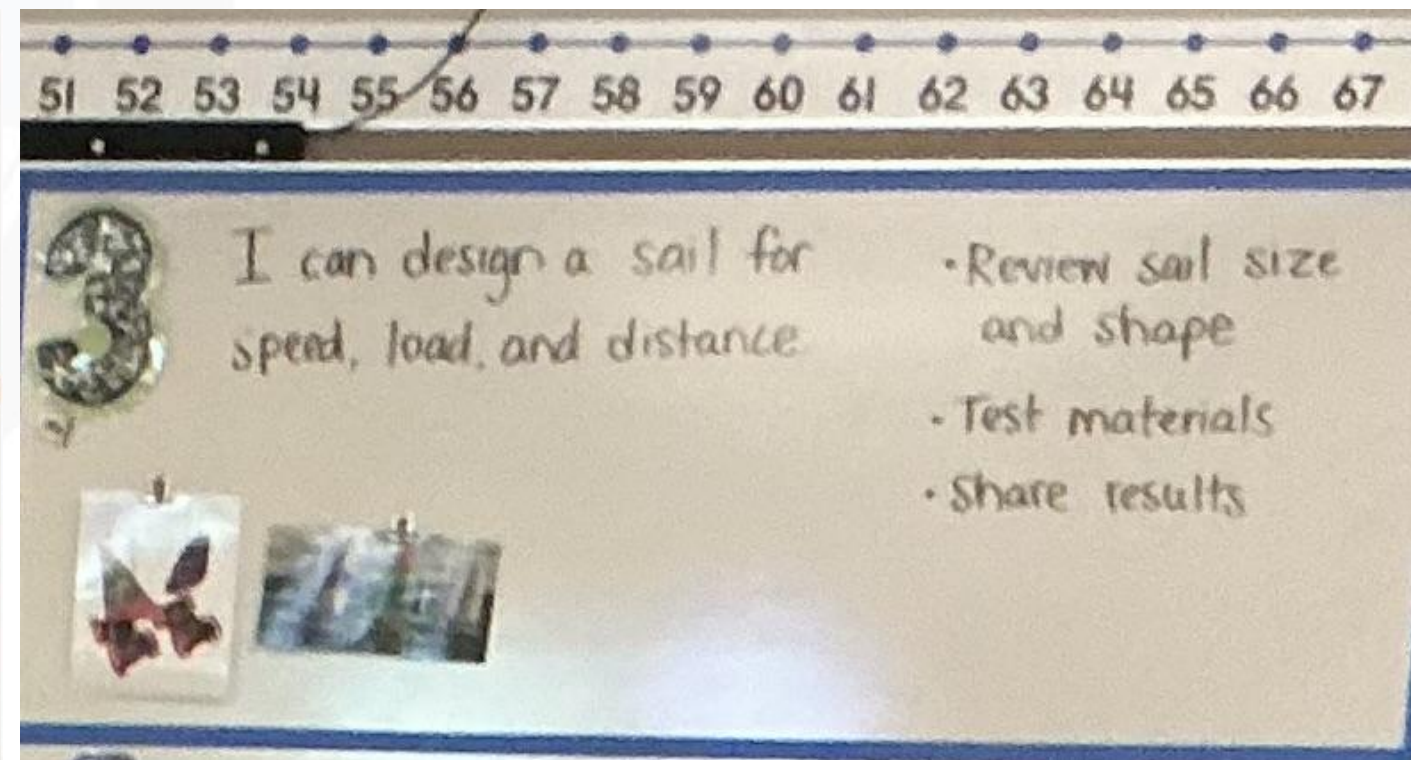 51 52 53 54 55 56 57 58 59 60 61 62 63 64 65 66 67
3
I can design a sail for
speed, load, and distance
• Review sail size
and shape
• Test materials
• Share results